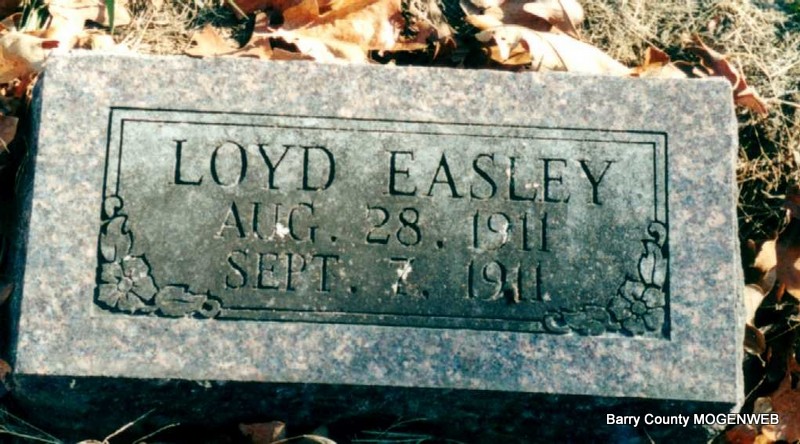 LOYD EASLEY
AUG. 28. 1911
SEPT. 7. 1911
Barry County MOGENWEB